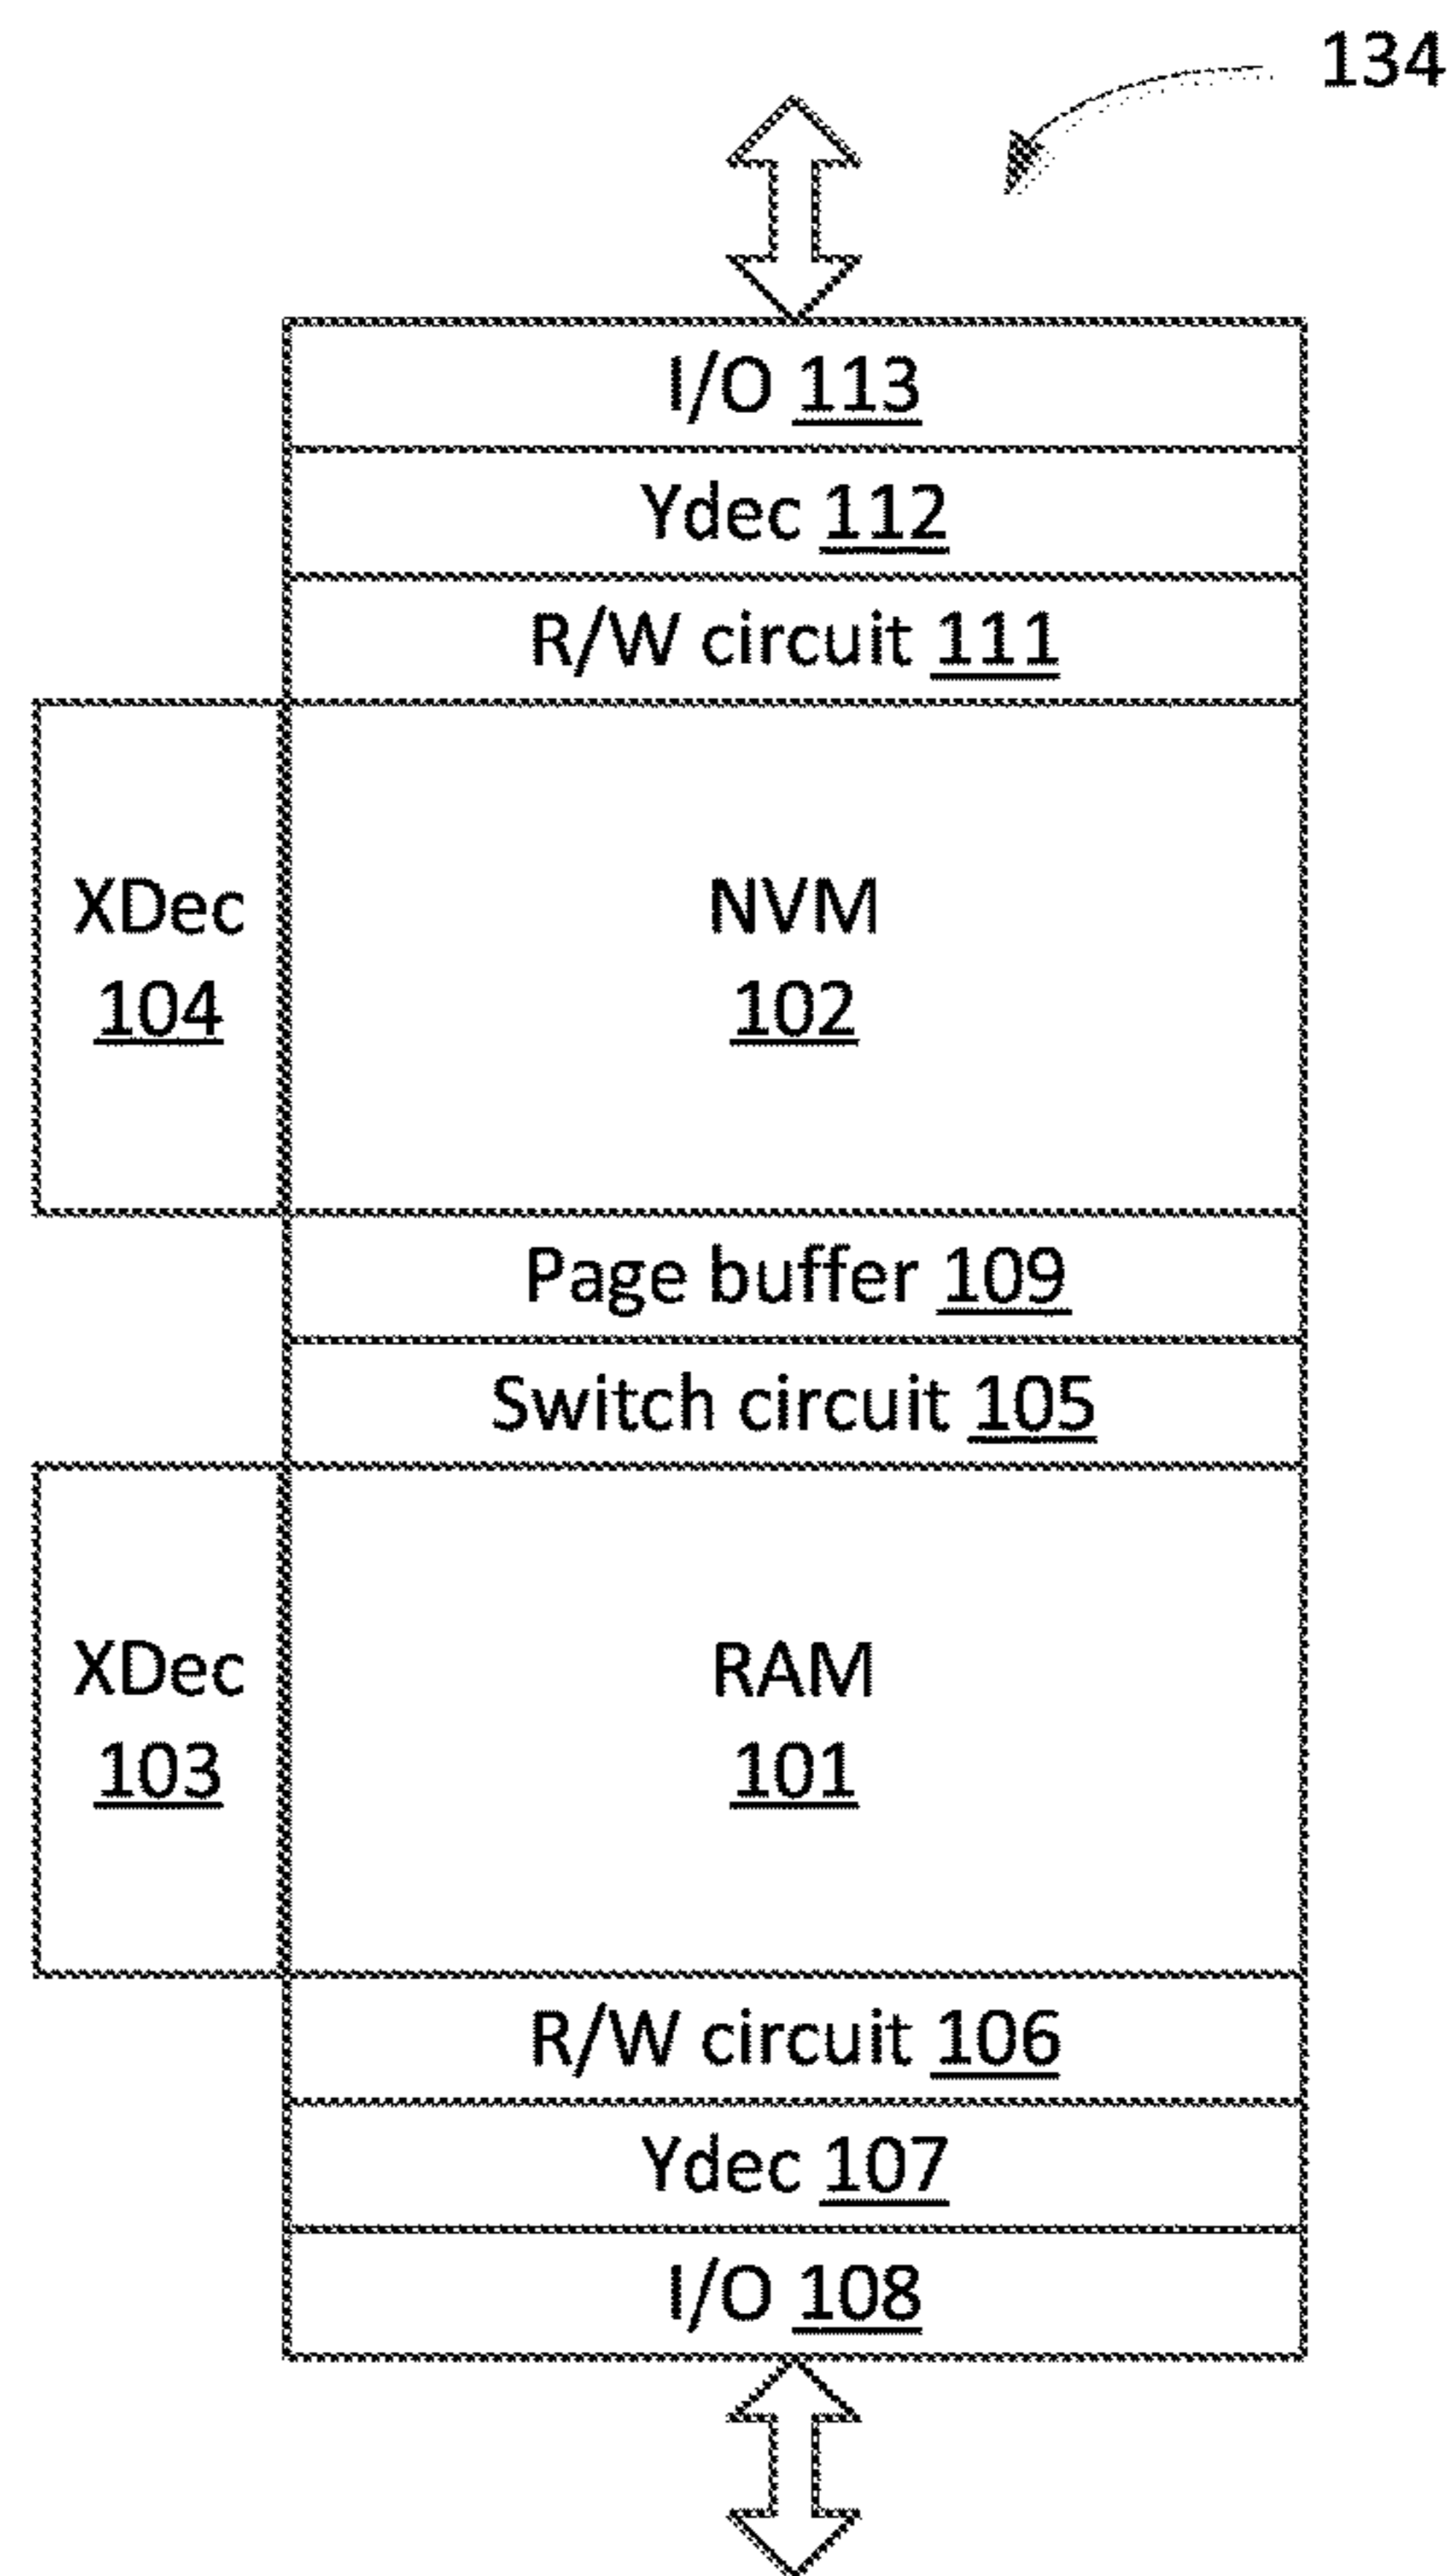 134
I/O 113
Ydec 112
R/W circuit 111
XDec
104
NVM
102
Page buffer 109
Switch circuit 105
XDec
103
RAM
101
R/W circuit 106
Ydec 107
I/O 108